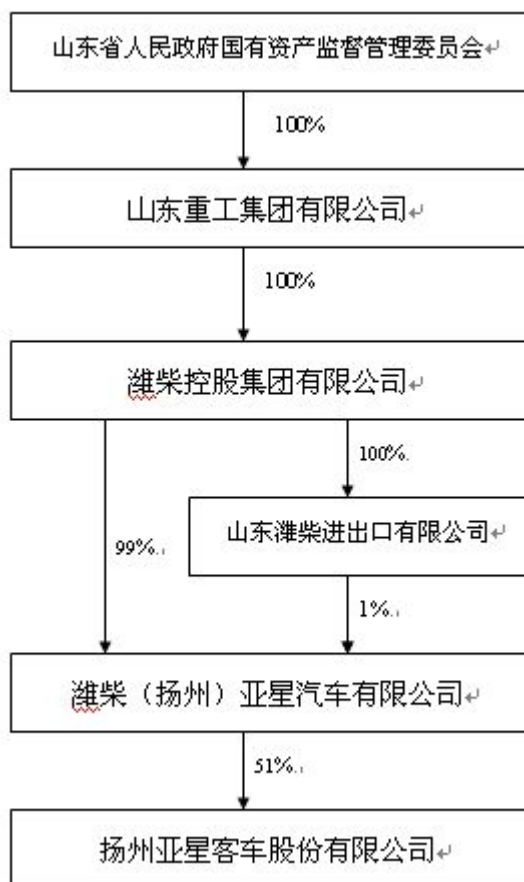 山东省人民政府国有资产监督管理委员会
100%
山东重工集团有限公司
100%
潍柴控股集团有限公司
100%
山东潍柴进出口有限公司
99%
1%
潍柴（扬州）亚星汽车有限公司
51%
扬州亚星客车股份有限公司